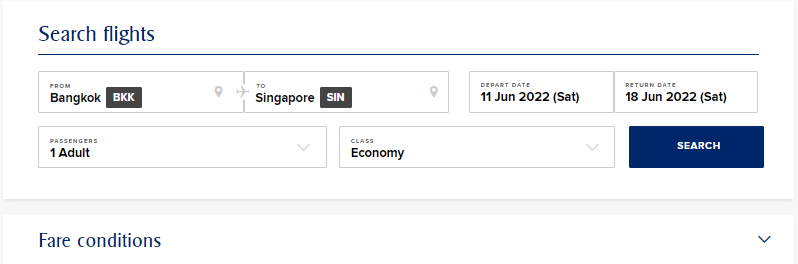 Search flights
FROM
Bangkok BKK
TO
Singapore SIN
DEPART DATE
11 Jun 2022 (Sat)
RETURN DATE
18 Jun 2022 (Sat)
PASSENGERS
1 Adult
CLASS
Economy
SEARCH
Fare conditions